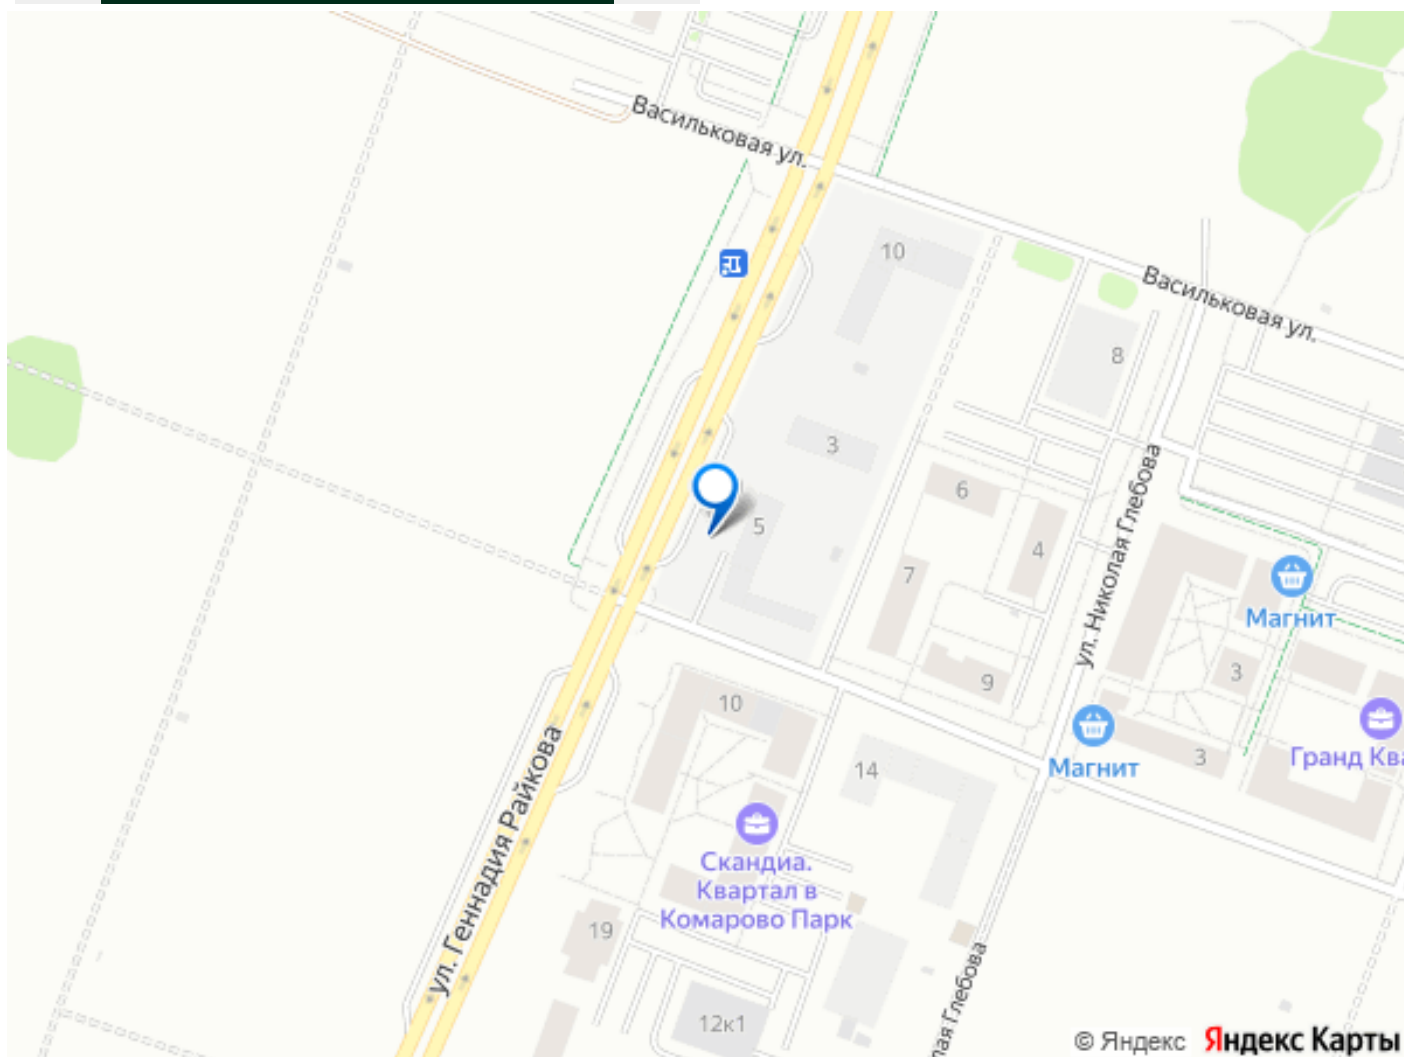 Васильковая ул.
10
Васильковая ул.
8
3
6
ул. Николая Глебова
5
4
7
Магнит
3
9
10
ул. Геннадия Райкова
3
Гранд Ква
Магнит
14
Скандиа.
Квартал в
Комарово Парк
19
лая Глебова
12к1
© Яндекс Яндекс Карты